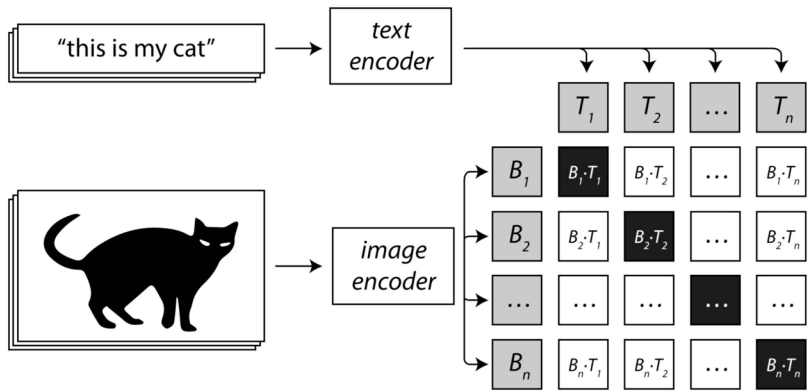 “this is my cat”
text
encoder
T₁ T₂ ... Tₙ
B₁ B₁·T₁ B₁·T₂ ... B₁·Tₙ
B₂ B₂·T₁ B₂·T₂ ... B₂·Tₙ
image
encoder
... ... ... ... ...
Bₙ Bₙ·T₁ Bₙ·T₂ ... Bₙ·Tₙ